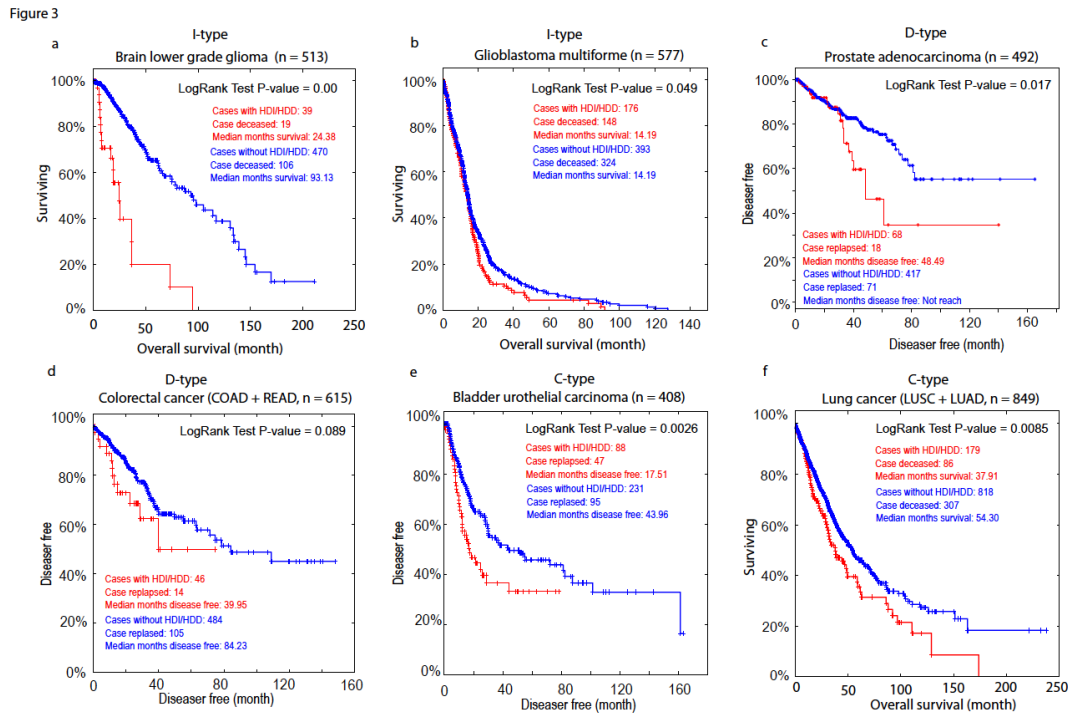 Figure 3
I-type
a
Brain lower grade glioma (n = 513)
LogRank Test P-value = 0.00
Cases with HDI/HDD: 39
Case deceased: 19
Median months survival: 24.38
Cases without HDI/HDD: 470
Case deceased: 106
Median months survival: 93.13
Surviving
100%
80%
60%
40%
20%
0%
0 50 100 150 200 250
Overall survival (month)
I-type
b
Glioblastoma multiforme (n = 577)
LogRank Test P-value = 0.049
Cases with HDI/HDD: 176
Case deceased: 148
Median months survival: 14.19
Cases without HDI/HDD: 393
Case deceased: 324
Median months survival: 14.19
Surviving
100%
80%
60%
40%
20%
0%
0 20 40 60 80 100 120 140
Overall survival (month)
D-type
c
Prostate adenocarcinoma (n = 492)
LogRank Test P-value = 0.017
Cases with HDI/HDD: 68
Case replapsed: 18
Median months disease free: 48.49
Cases without HDI/HDD: 417
Case replased: 71
Median months disease free: Not reach
Diseaser free
100%
80%
60%
40%
20%
0%
0 40 80 120 160
Diseaser free (month)
d
D-type
Colorectal cancer (COAD + READ, n = 615)
LogRank Test P-value = 0.089
Cases with HDI/HDD: 46
Case replapsed: 14
Median months disease free: 39.95
Cases without HDI/HDD: 484
Case replased: 105
Median months disease free: 84.23
Diseaser free
100%
80%
60%
40%
20%
0%
0 40 80 120 160
Diseaser free (month)
e
C-type
Bladder urothelial carcinoma (n = 408)
LogRank Test P-value = 0.0026
Cases with HDI/HDD: 88
Case replapsed: 47
Median months disease free: 17.51
Cases without HDI/HDD: 231
Case replapsed: 95
Median months disease free: 43.96
Diseaser free
100%
80%
60%
40%
20%
0%
0 40 80 120 160
Diseaser free (month)
f
C-type
Lung cancer (LUSC + LUAD, n = 849)
LogRank Test P-value = 0.0085
Cases with HDI/HDD: 179
Case deceased: 86
Median months survival: 37.91
Cases without HDI/HDD: 818
Case deceased: 307
Median months survival: 54.30
Surviving
100%
80%
60%
40%
20%
0%
0 50 100 150 200 250
Overall survival (month)